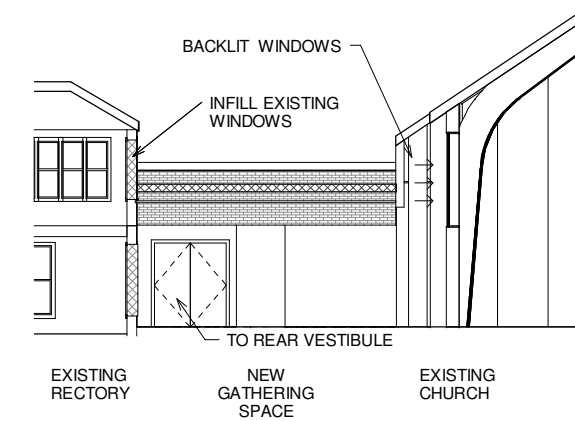 BACKLIT WINDOWS
INFILL EXISTING
WINDOWS
TO REAR VESTIBULE
EXISTING
RECTORY
NEW
GATHERING
SPACE
EXISTING
CHURCH